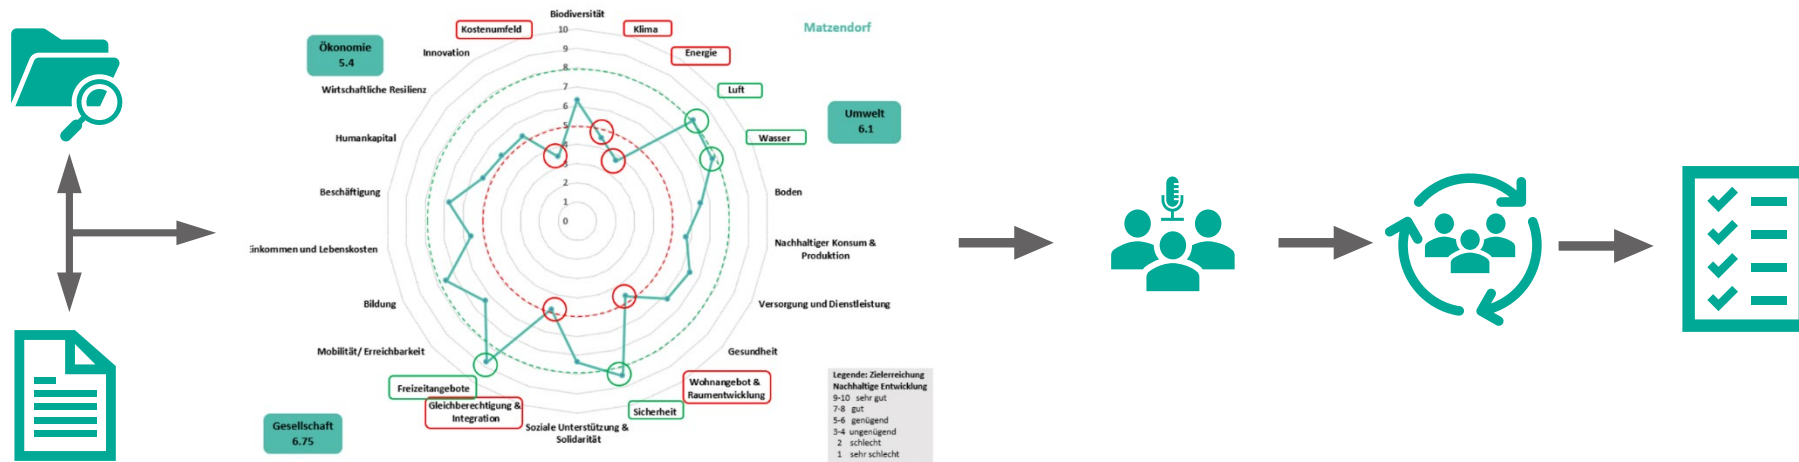 Biodiversität
Kostenumfeld
Klima
Matzendorf
Ökonomie
5.4
Innovation
Energie
Wirtschaftliche Resilienz
Luft
Umwelt
6.1
Humankapital
Wasser
Beschäftigung
Boden
Einkommen und Lebenskosten
Nachhaltiger Konsum &
Produktion
Bildung
Versorgung und Dienstleistung
Mobilität/ Erreichbarkeit
Gesundheit
Freizeitangebote
Wohnangebot &
Raumentwicklung
Gleichberechtigung &
Integration
Sicherheit
Soziale Unterstützung &
Solidarität
Gesellschaft
6.75
10
9
8
7
6
5
4
3
2
1
0
Legende: Zielerreichung
Nachhaltige Entwicklung
9-10 sehr gut
7-8 gut
5-6 genügend
3-4 ungenügend
2 schlecht
1 sehr schlecht